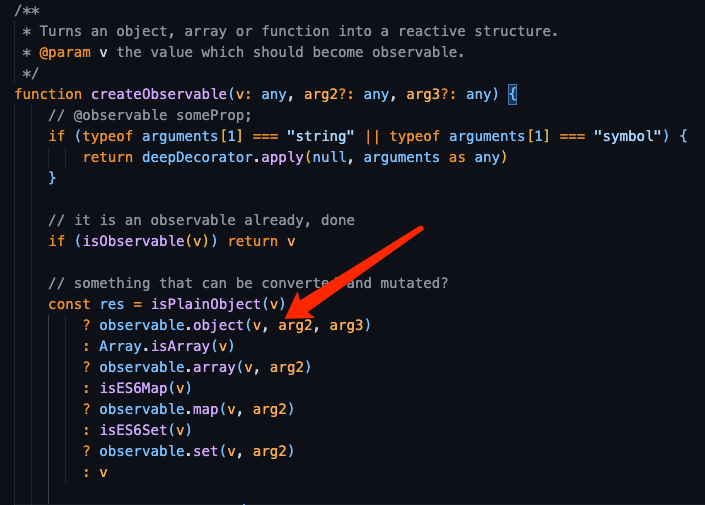 /**
 * Turns an object, array or function into a reactive structure.
 * @param v the value which should become observable.
 */
function createObservable(v: any, arg2?: any, arg3?: any) {
    // @observable someProp;
    if (typeof arguments[1] === "string" || typeof arguments[1] === "symbol") {
        return deepDecorator.apply(null, arguments as any)
    }

    // it is an observable already, done
    if (isObservable(v)) return v

    // something that can be converted and mutated?
    const res = isPlainObject(v)
        ? observable.object(v, arg2, arg3)
        : Array.isArray(v)
        ? observable.array(v, arg2)
        : isES6Map(v)
        ? observable.map(v, arg2)
        : isES6Set(v)
        ? observable.set(v, arg2)
        : v